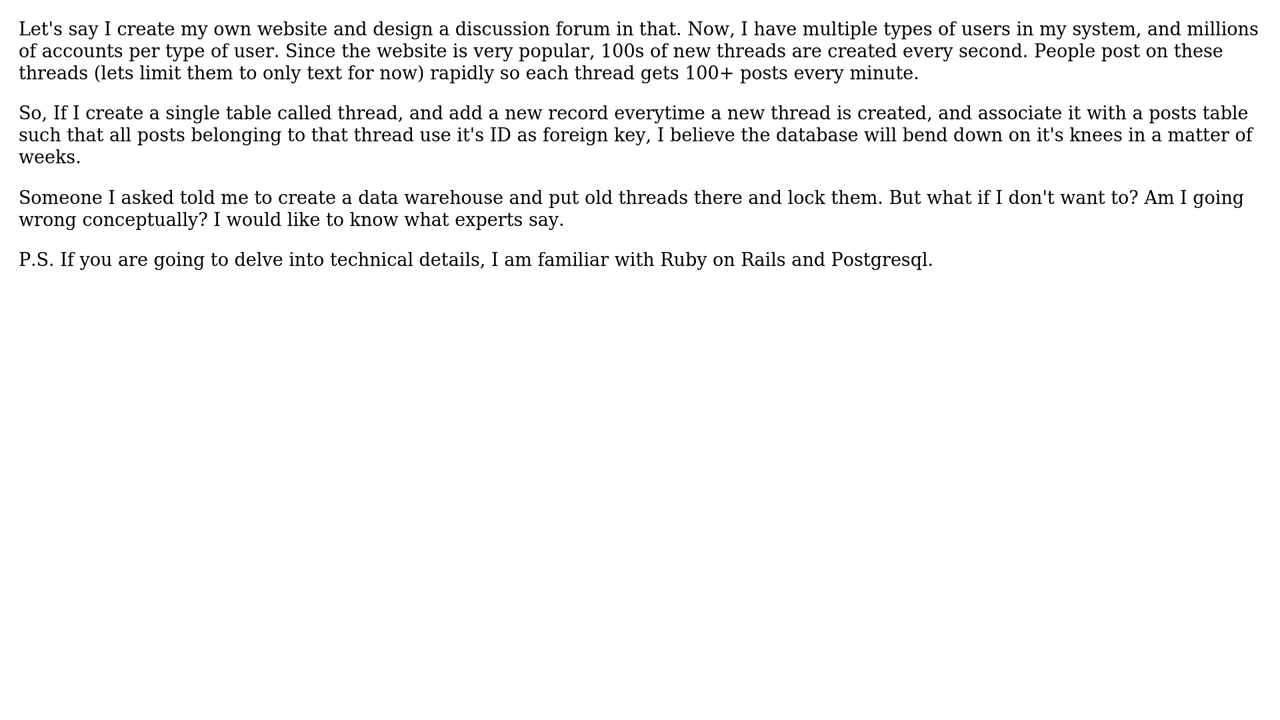 Let's say I create my own website and design a discussion forum in that. Now, I have multiple types of users in my system, and millions
of accounts per type of user. Since the website is very popular, 100s of new threads are created every second. People post on these
threads (lets limit them to only text for now) rapidly so each thread gets 100+ posts every minute.
So, If I create a single table called thread, and add a new record everytime a new thread is created, and associate it with a posts table
such that all posts belonging to that thread use it's ID as foreign key, I believe the database will bend down on it's knees in a matter of
weeks.
Someone I asked told me to create a data warehouse and put old threads there and lock them. But what if I don't want to? Am I going
wrong conceptually? I would like to know what experts say.
P.S. If you are going to delve into technical details, I am familiar with Ruby on Rails and Postgresql.